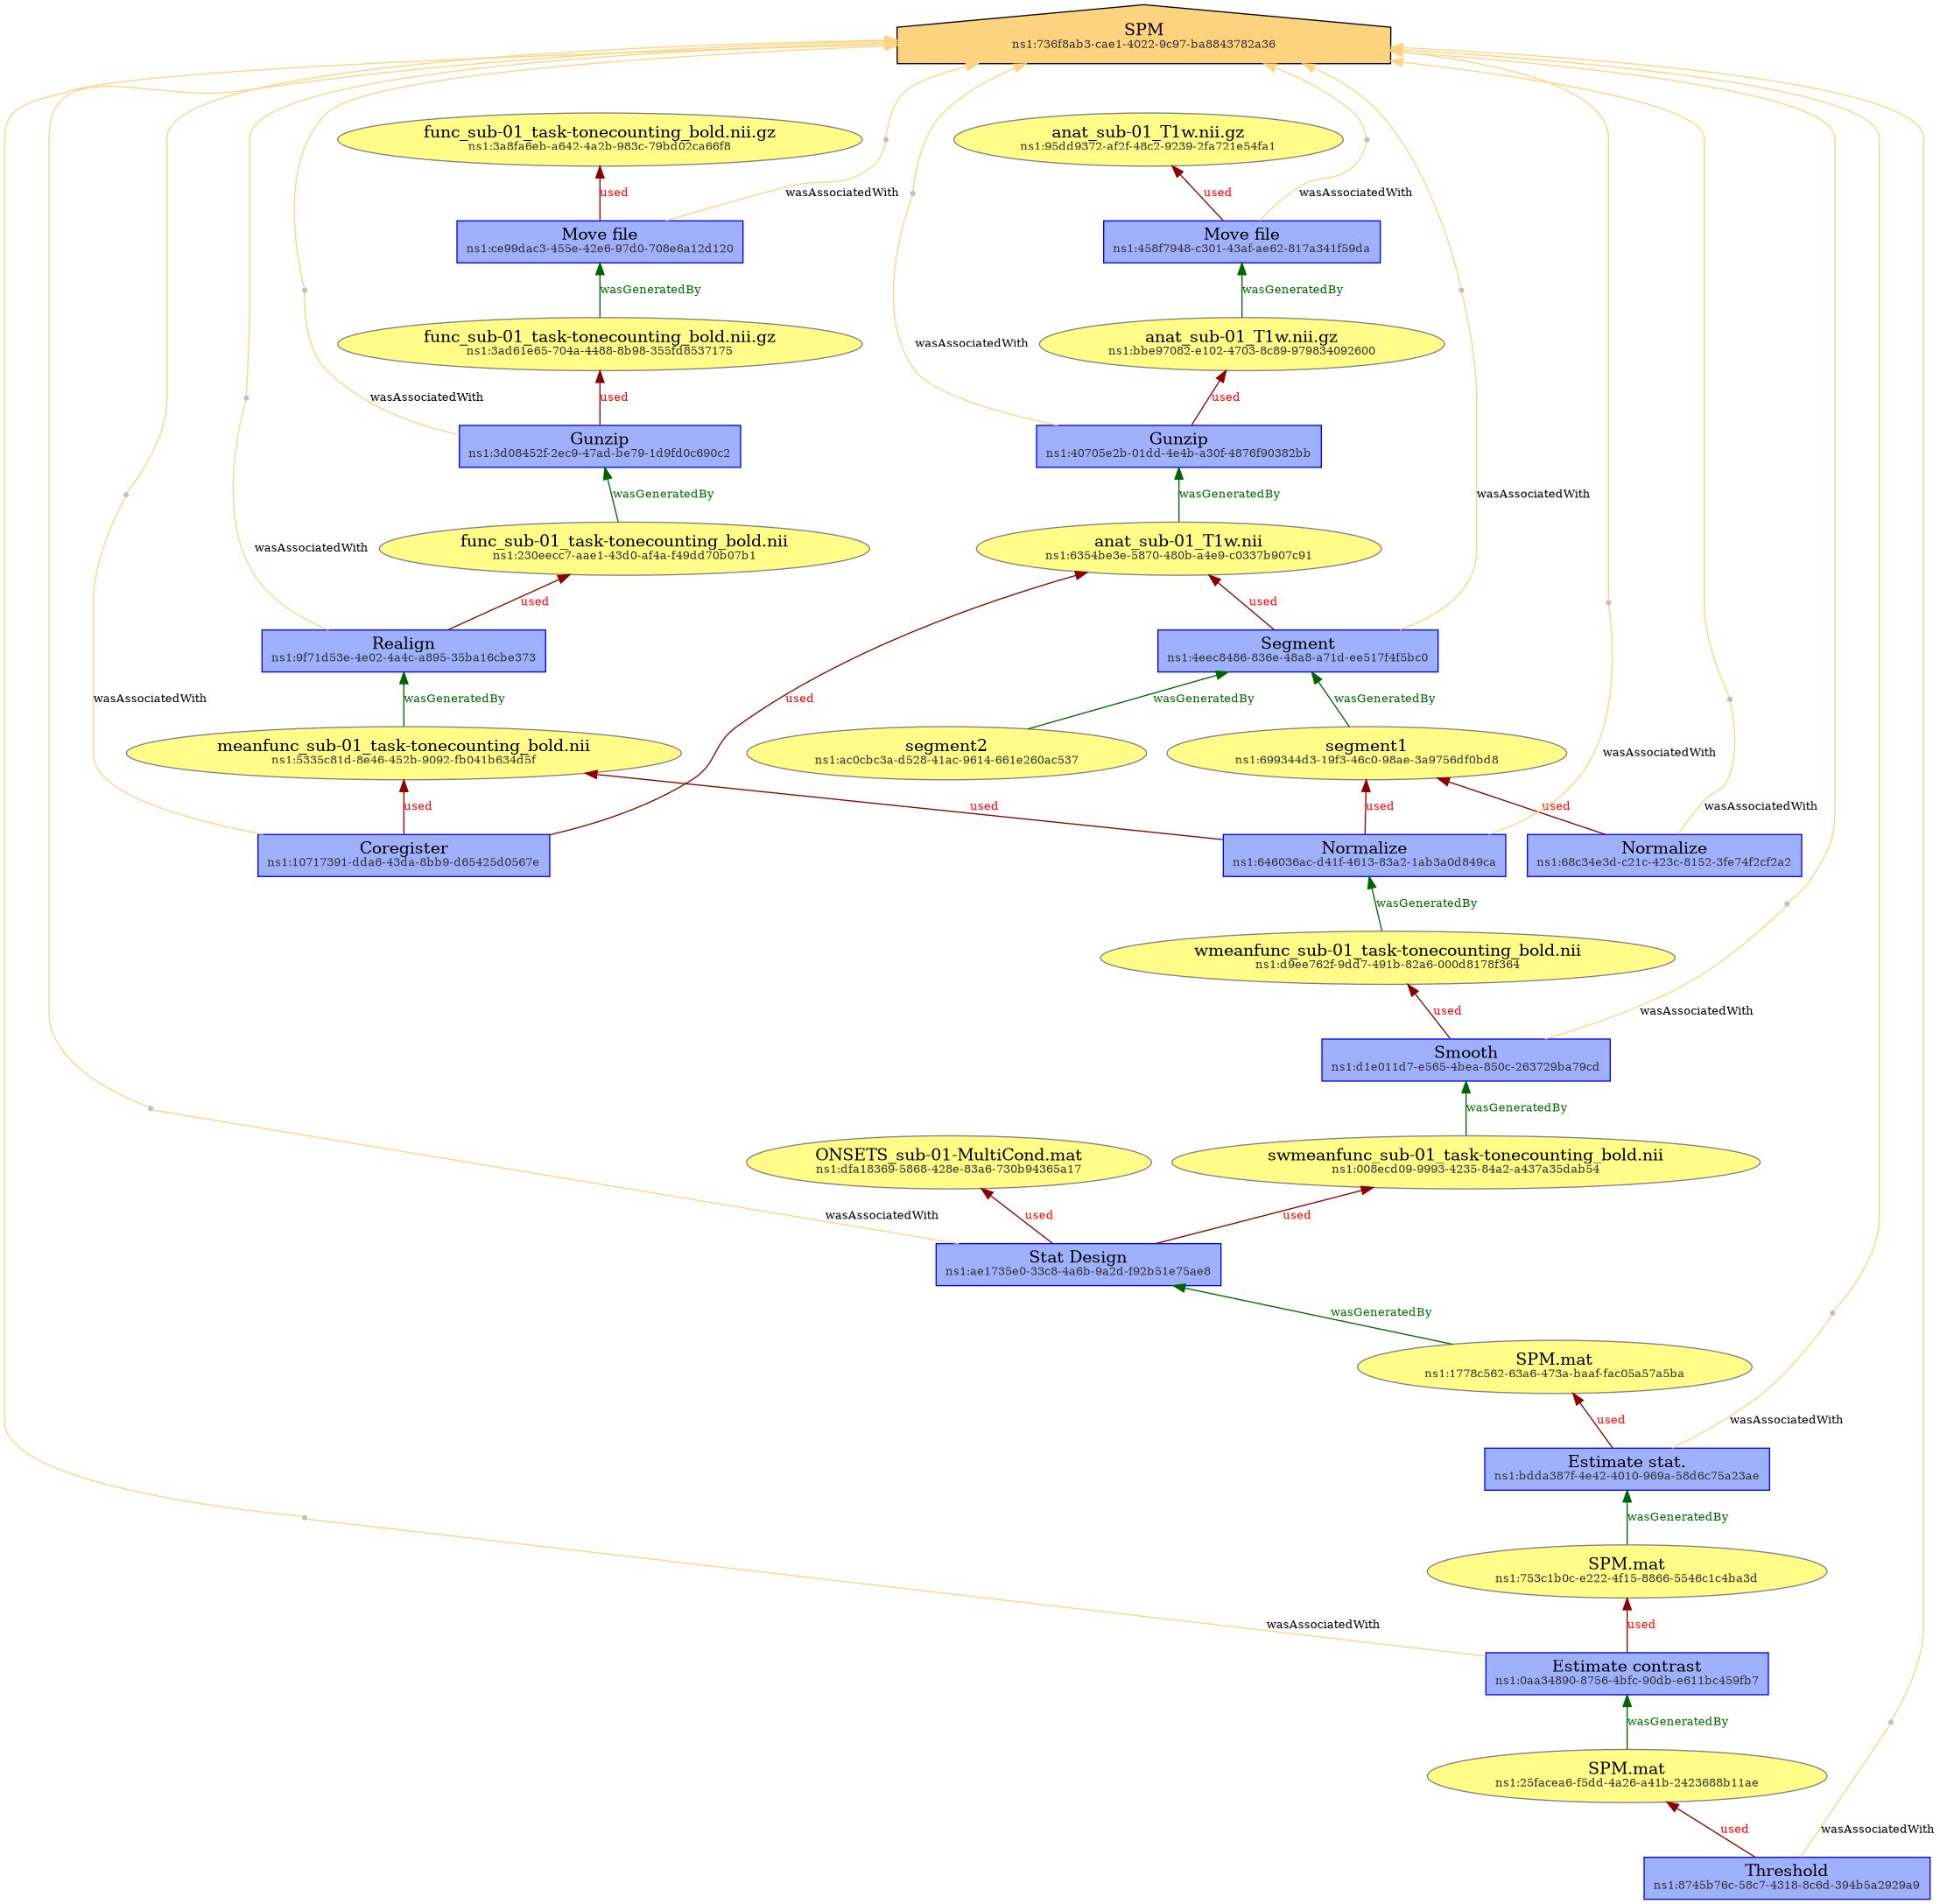 SPM
ns1:736f8ab3-cae1-4022-9c97-ba8843782a36
func_sub-01_task-tonecounting_bold.nii.gz
ns1:3a8fa6eb-a642-4a2b-983c-79bd02ca66f8
anat_sub-01_T1w.nii.gz
ns1:95dd9372-af2f-48c2-9239-2fa721e54fa1
used
wasAssociatedWith
used
wasAssociatedWith
Move file
ns1:ce99dac3-455e-42e6-97d0-708e6a12d120
Move file
ns1:458f7948-c301-43af-ae62-817a341f59da
wasGeneratedBy
wasGeneratedBy
func_sub-01_task-tonecounting_bold.nii.gz
ns1:3ad61e65-704a-4488-8b98-355fd8537175
wasAssociatedWith
anat_sub-01_T1w.nii.gz
ns1:bbe97082-e102-4703-8c89-979834092600
wasAssociatedWith
used
used
Gunzip
ns1:3d08452f-2ec9-47ad-be79-1d9fd0c690c2
Gunzip
ns1:40705e2b-01dd-4e4b-a30f-4876f90382bb
wasGeneratedBy
wasGeneratedBy
wasAssociatedWith
wasAssociatedWith
func_sub-01_task-tonecounting_bold.nii
ns1:230eecc7-aae1-43d0-af4a-f49dd70b07b1
anat_sub-01_T1w.nii
ns1:6354be3e-5870-480b-a4e9-c0337b907c91
used
used
Realign
ns1:9f71d53e-4e02-4a4c-a895-35ba16cbe373
Segment
ns1:4eec8486-836e-48a8-a71d-ee517f4f5bc0
wasAssociatedWith
wasGeneratedBy
used
wasGeneratedBy
wasGeneratedBy
meanfunc_sub-01_task-tonecounting_bold.nii
ns1:5335c81d-8e46-452b-9092-fb041b634d5f
segment2
ns1:ac0cbc3a-d528-41ac-9614-661e260ac537
segment1
ns1:699344d3-19f3-46c0-98ae-3a9756df0bd8
wasAssociatedWith
used
used
used
used
wasAssociatedWith
Coregister
ns1:10717391-dda6-43da-8bb9-d65425d0567e
Normalize
ns1:646036ac-d41f-4613-83a2-1ab3a0d849ca
Normalize
ns1:68c34e3d-c21c-423c-8152-3fe74f2cf2a2
wasGeneratedBy
wmeanfunc_sub-01_task-tonecounting_bold.nii
ns1:d9ee762f-9dd7-491b-82a6-000d8178f364
used
wasAssociatedWith
Smooth
ns1:d1e011d7-e565-4bea-850c-263729ba79cd
wasGeneratedBy
ONSETS_sub-01-MultiCond.mat
ns1:dfa18369-5868-428e-83a6-730b94365a17
swmeanfunc_sub-01_task-tonecounting_bold.nii
ns1:008ecd09-9993-4235-84a2-a437a35dab54
wasAssociatedWith
used
used
Stat Design
ns1:ae1735e0-33c8-4a6b-9a2d-f92b51e75ae8
wasGeneratedBy
SPM.mat
ns1:1778c562-63a6-473a-baaf-fac05a57a5ba
used
wasAssociatedWith
Estimate stat.
ns1:bdda387f-4e42-4010-969a-58d6c75a23ae
wasGeneratedBy
SPM.mat
ns1:753c1b0c-e222-4f15-8866-5546c1c4ba3d
wasAssociatedWith
used
Estimate contrast
ns1:0aa34890-8756-4bfc-90db-e611bc459fb7
wasGeneratedBy
SPM.mat
ns1:25facea6-f5dd-4a26-a41b-2423688b11ae
used
wasAssociatedWith
Threshold
ns1:8745b76c-58c7-4318-8c6d-394b5a2929a9